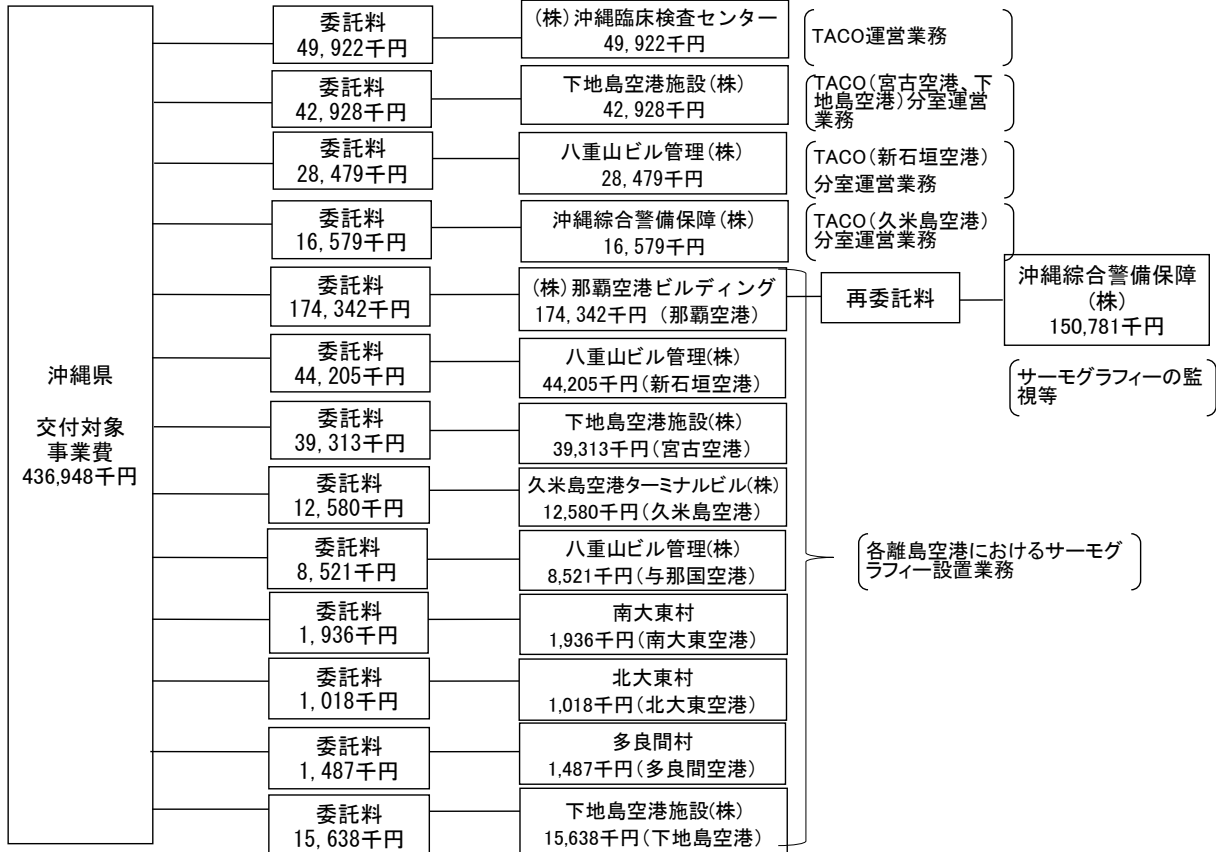 沖縄県
交付対象
事業費
436,948千円
委託料
49,922千円
(株)沖縄臨床検査センター
49,922千円
TACO運営業務
委託料
42,928千円
下地島空港施設(株)
42,928千円
TACO(宮古空港、下
地島空港)分室運営
業務
委託料
28,479千円
八重山ビル管理(株)
28,479千円
TACO(新石垣空港)
分室運営業務
委託料
16,579千円
沖縄綜合警備保障(株)
16,579千円
TACO(久米島空港)
分室運営業務
委託料
174,342千円
(株)那覇空港ビルディング
174,342千円 (那覇空港)
再委託料
沖縄綜合警備保障
(株)
150,781千円
サーモグラフィーの監
視等
委託料
44,205千円
八重山ビル管理(株)
44,205千円(新石垣空港)
委託料
39,313千円
下地島空港施設(株)
39,313千円(宮古空港)
委託料
12,580千円
久米島空港ターミナルビル(株)
12,580千円(久米島空港)
委託料
8,521千円
八重山ビル管理(株)
8,521千円(与那国空港)
各離島空港におけるサーモグ
ラフィー設置業務
委託料
1,936千円
南大東村
1,936千円(南大東空港)
委託料
1,018千円
北大東村
1,018千円(北大東空港)
委託料
1,487千円
多良間村
1,487千円(多良間空港)
委託料
15,638千円
下地島空港施設(株)
15,638千円(下地島空港)